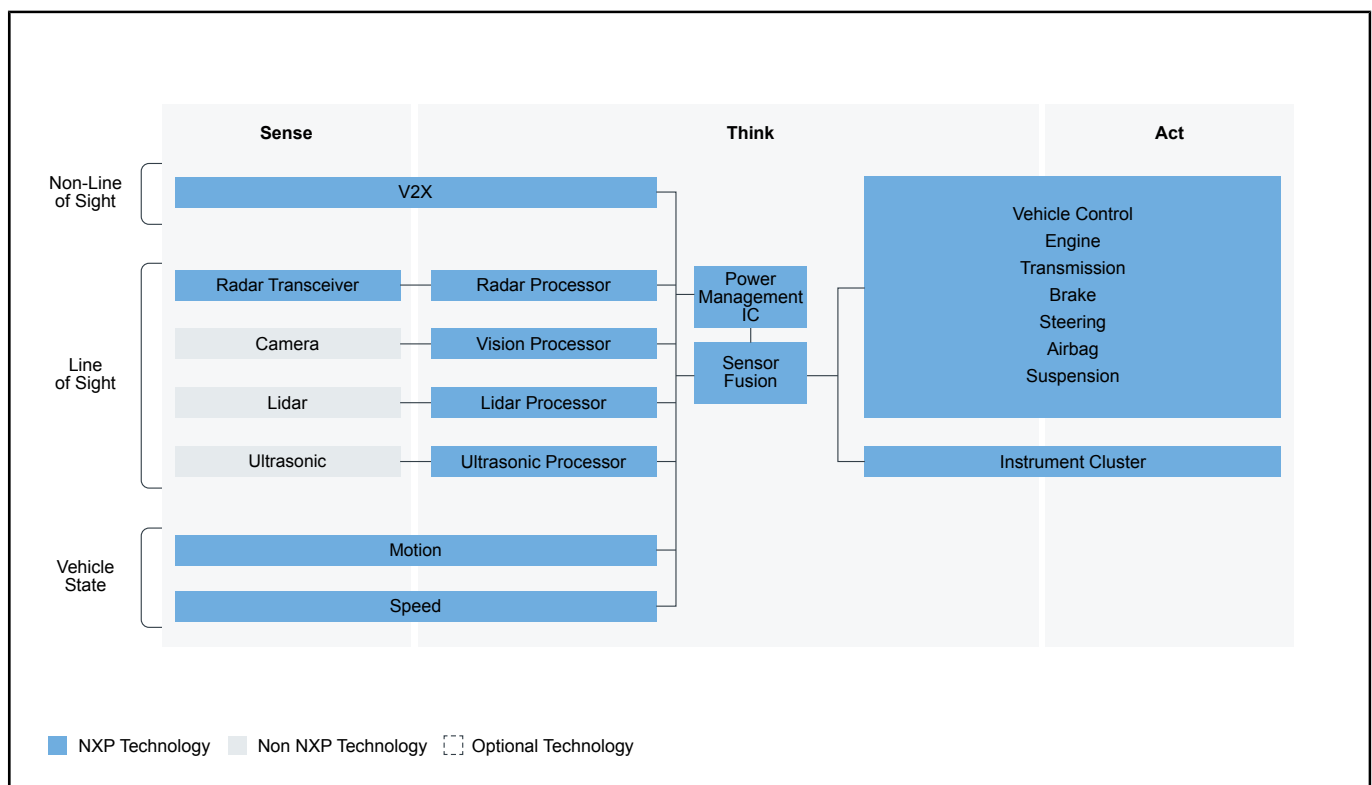 Sense
Think
Act
Non-Line
of Sight
V2X
Line
of Sight
Radar Transceiver
Radar Processor
Camera
Vision Processor
Lidar
Lidar Processor
Ultrasonic
Ultrasonic Processor
Vehicle
State
Motion
Speed
Power
Management
IC
Sensor
Fusion
Vehicle Control
Engine
Transmission
Brake
Steering
Airbag
Suspension
Instrument Cluster
NXP Technology
Non NXP Technology
Optional Technology